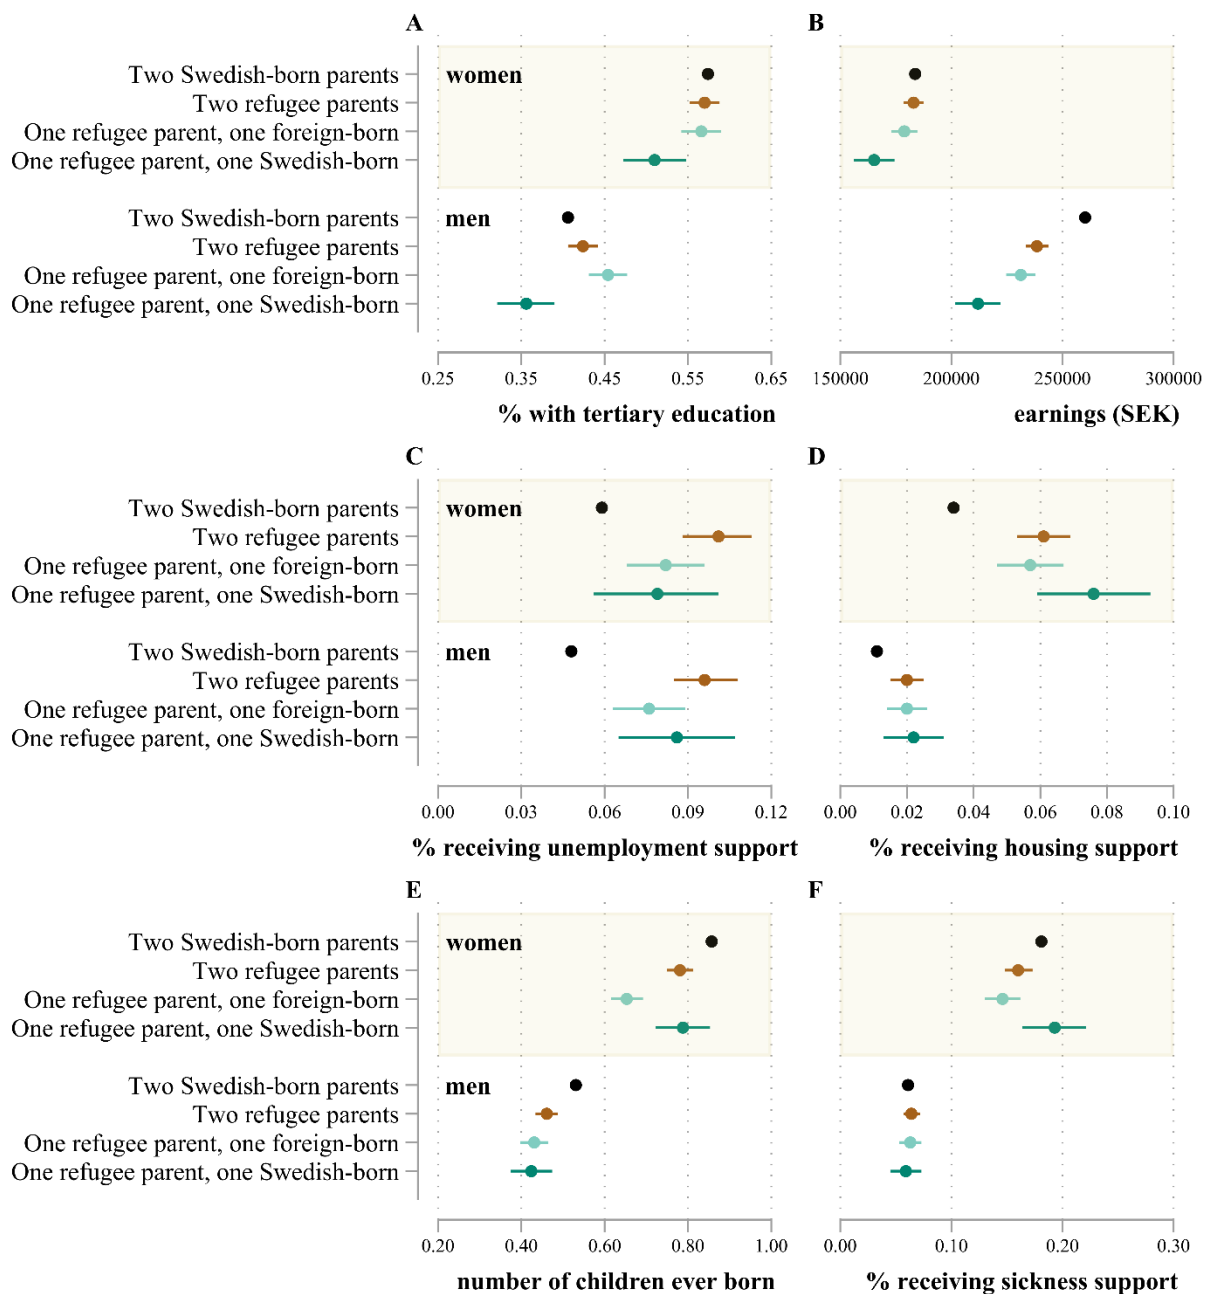 A B
Two Swedish-born parents women
Two refugee parents
One refugee parent, one foreign-born
One refugee parent, one Swedish-born
Two Swedish-born parents men
Two refugee parents
One refugee parent, one foreign-born
One refugee parent, one Swedish-born
0.25 0.35 0.45 0.55 0.65 150000 200000 250000 300000
% with tertiary education earnings (SEK)
C D
Two Swedish-born parents women
Two refugee parents
One refugee parent, one foreign-born
One refugee parent, one Swedish-born
Two Swedish-born parents men
Two refugee parents
One refugee parent, one foreign-born
One refugee parent, one Swedish-born
0.00 0.03 0.06 0.09 0.12 0.00 0.02 0.04 0.06 0.08 0.10
% receiving unemployment support % receiving housing support
E F
Two Swedish-born parents women
Two refugee parents
One refugee parent, one foreign-born
One refugee parent, one Swedish-born
Two Swedish-born parents men
Two refugee parents
One refugee parent, one foreign-born
One refugee parent, one Swedish-born
0.20 0.40 0.60 0.80 1.00 0.00 0.10 0.20 0.30
number of children ever born % receiving sickness support